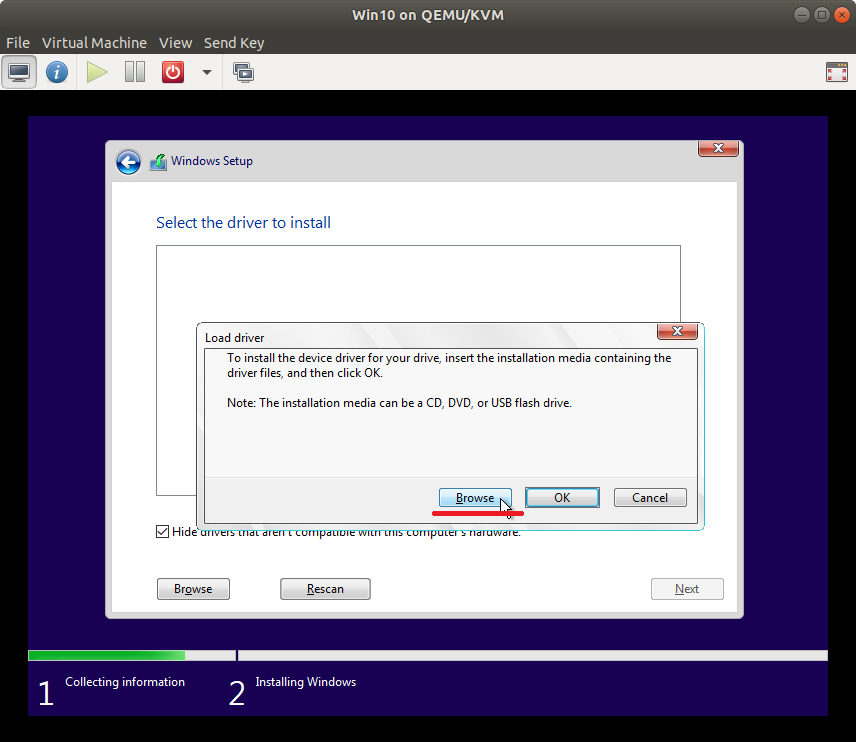 Win10 on QEMU/KVM
File Virtual Machine View Send Key
Windows Setup
Select the driver to install
Load driver
To install the device driver for your drive, insert the installation media containing the
driver files, and then click OK.
Note: The installation media can be a CD, DVD, or USB flash drive.
Browse OK Cancel
Hide drivers that aren't compatible with this computer's hardware.
Browse Rescan Next
1 Collecting information 2 Installing Windows